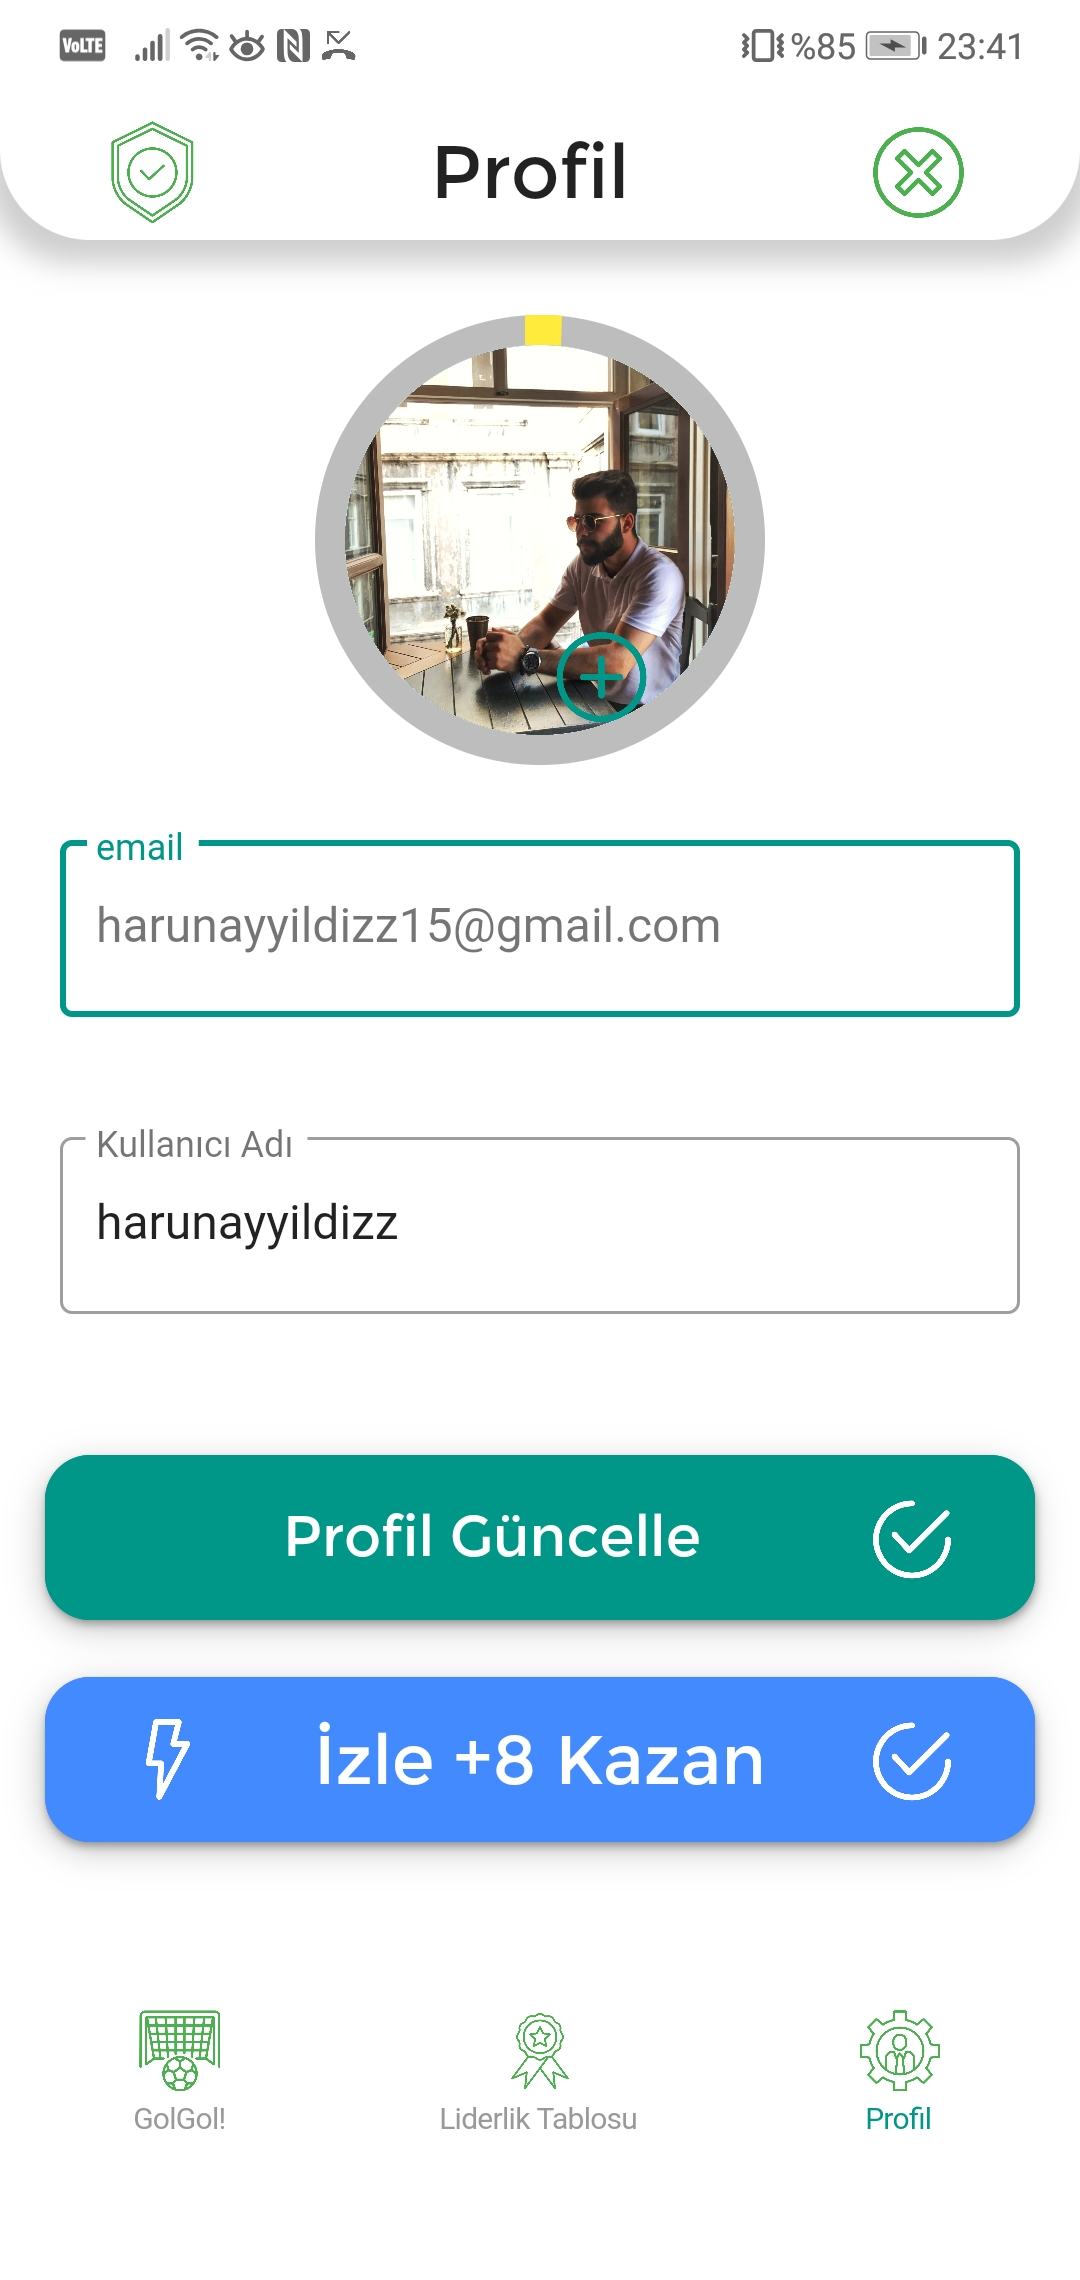 VoLTE %85 23:41
Profil
email
harunayyildizz15@gmail.com
Kullanıcı Adı
harunayyildizz
Profil Güncelle
İzle +8 Kazan
GolGol! Liderlik Tablosu Profil